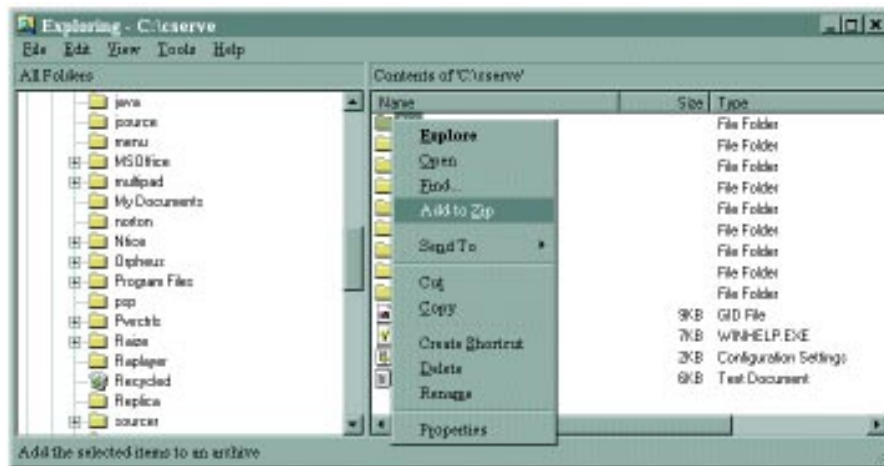 Exploring - C:\cserve
File Edit View Tools Help
All Folders
Contents of 'C:\cserve'
java
psource
menu
MSOffice
multipad
My Documents
norton
Ntice
Orpheus
Program Files
psp
Pvectrls
Raize
Raplayer
Recycled
Replica
sourcer
Name Size Type
File Folder
File Folder
File Folder
File Folder
File Folder
File Folder
File Folder
File Folder
File Folder
9KB GID File
7KB WINHELP.EXE
2KB Configuration Settings
6KB Text Document
Explore
Open
Find...
Add to Zip
Send To
Cut
Copy
Create Shortcut
Delete
Rename
Properties
Add the selected items to an archive